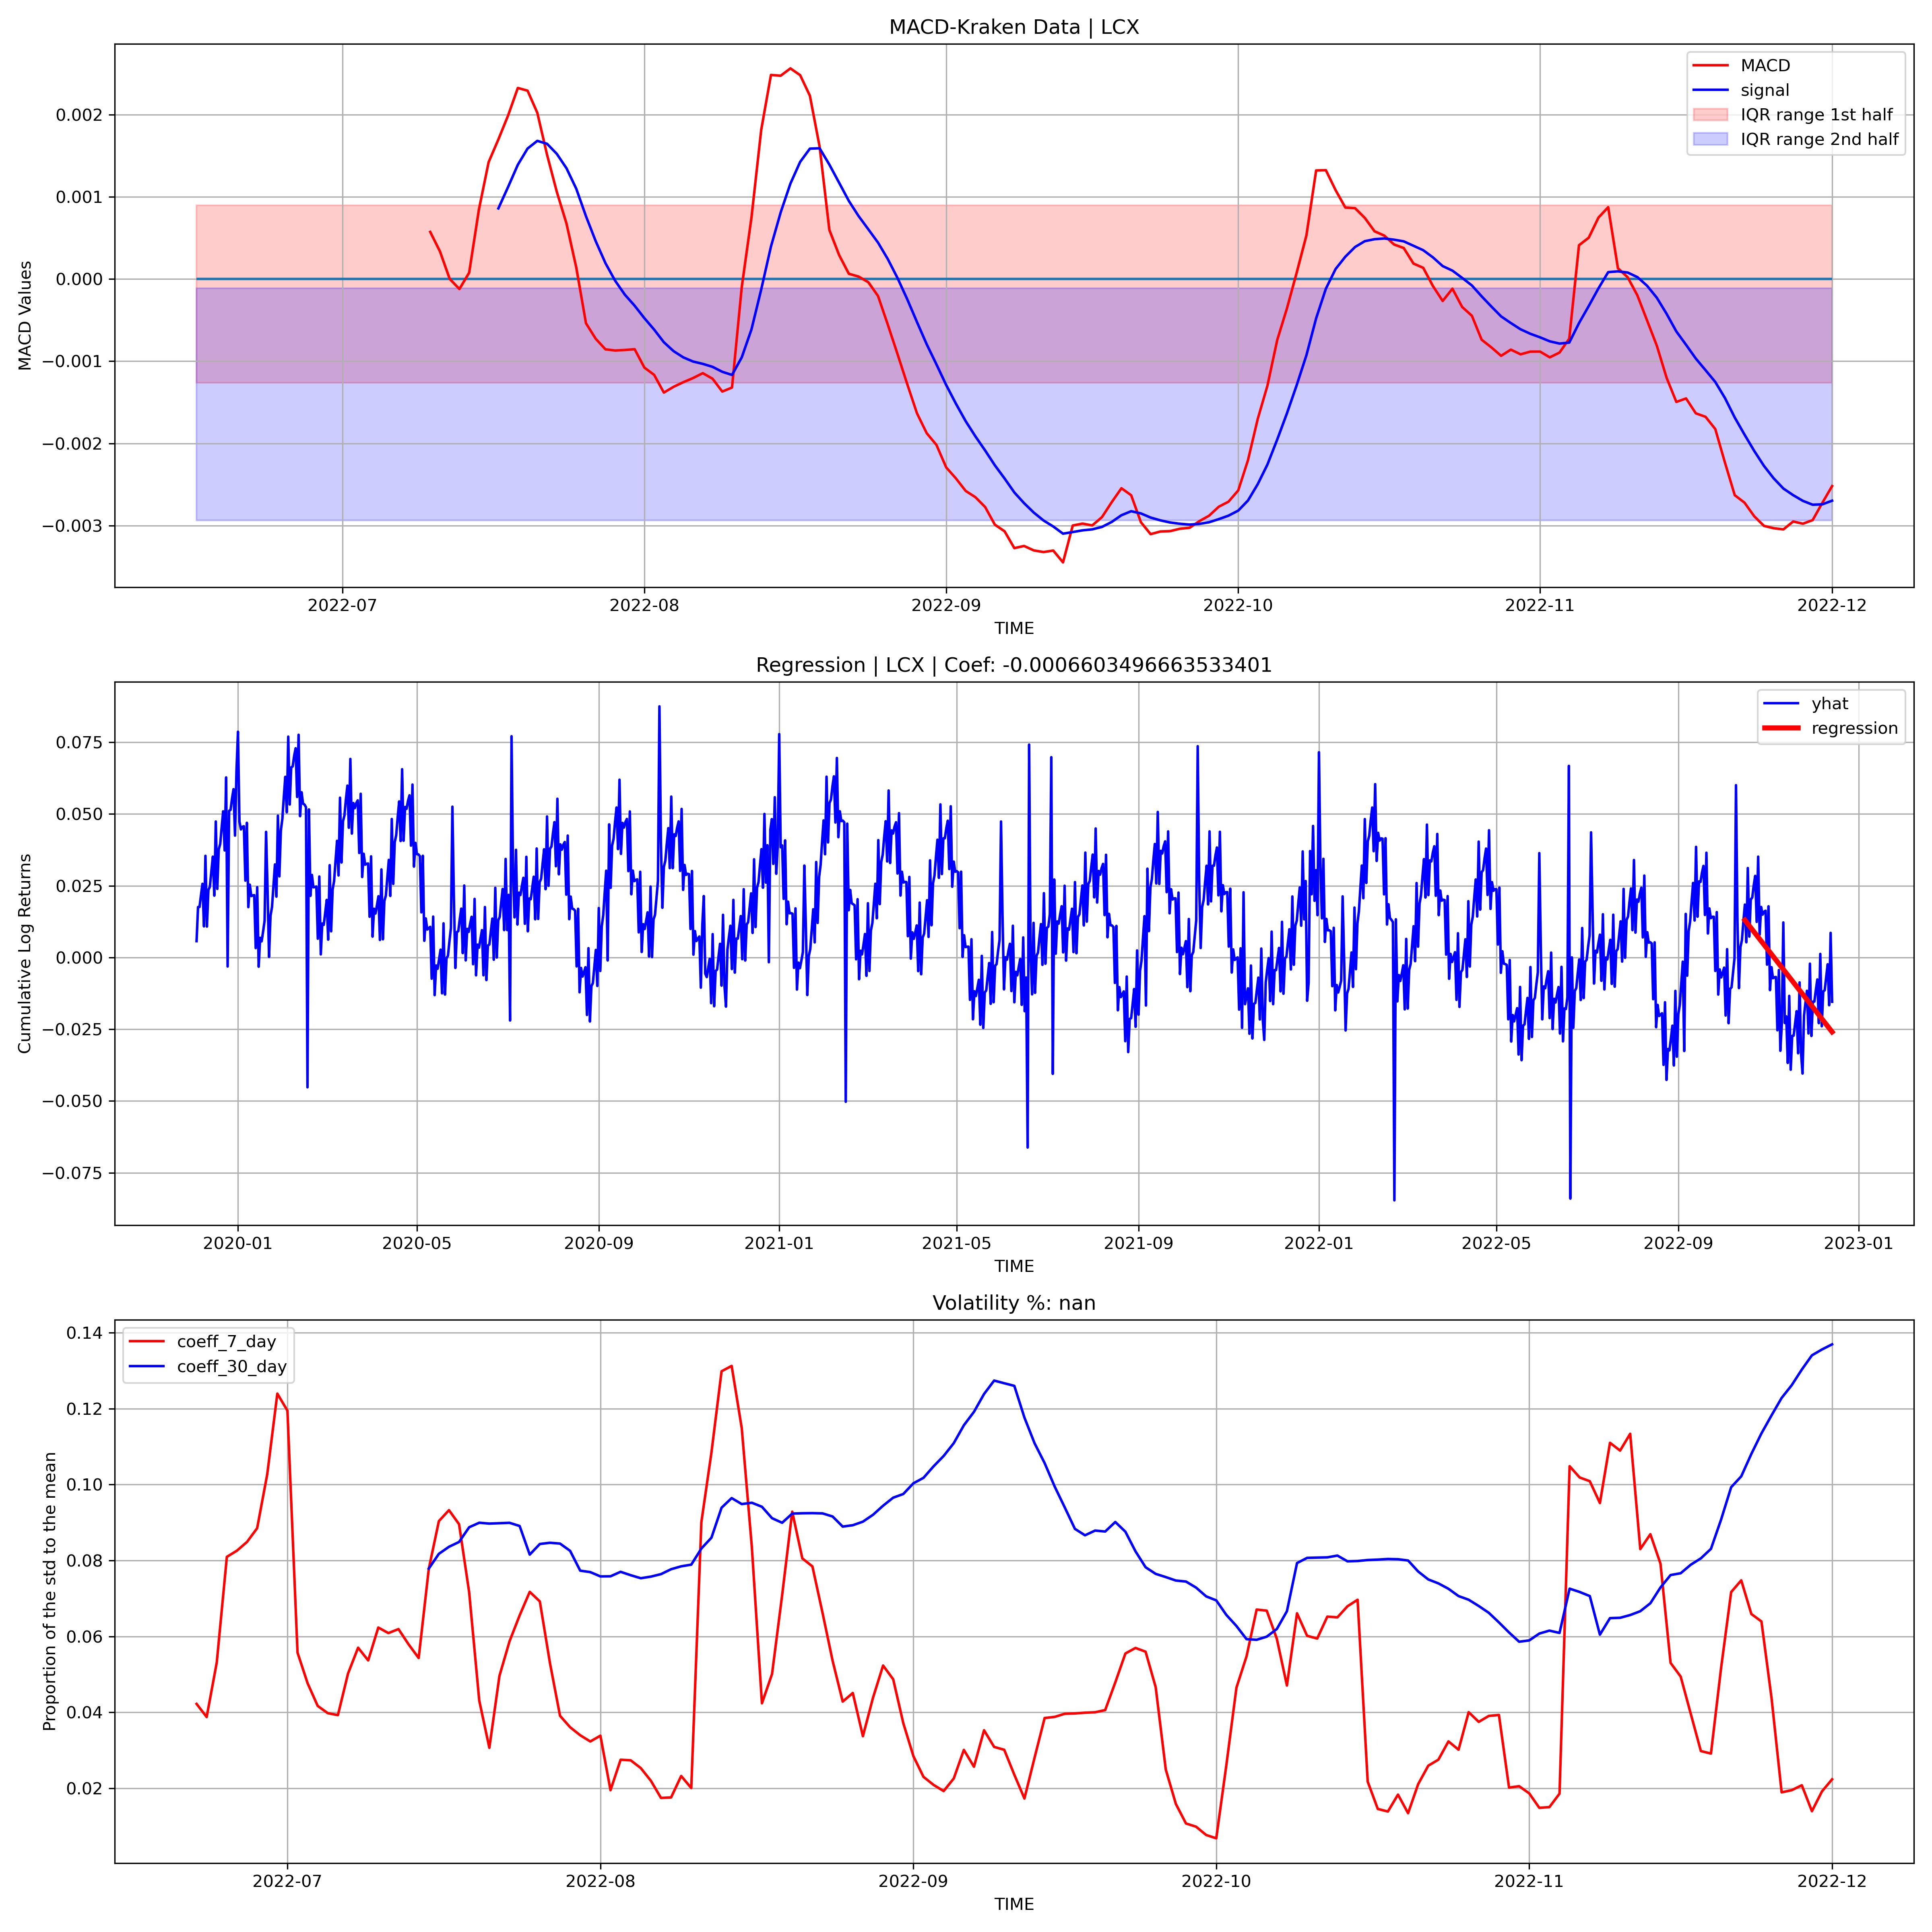 MACD-Kraken Data | LCX
MACD
signal
IQR range 1st half
IQR range 2nd half
MACD Values
0.002
0.001
0.000
−0.001
−0.002
−0.003
2022-07 2022-08 2022-09 2022-10 2022-11 2022-12
TIME
Regression | LCX | Coef: -0.0006603496663533401
yhat
regression
Cumulative Log Returns
0.075
0.050
0.025
0.000
−0.025
−0.050
−0.075
2020-01 2020-05 2020-09 2021-01 2021-05 2021-09 2022-01 2022-05 2022-09 2023-01
TIME
Volatility %: nan
coeff_7_day
coeff_30_day
Proportion of the std to the mean
0.14
0.12
0.10
0.08
0.06
0.04
0.02
2022-07 2022-08 2022-09 2022-10 2022-11 2022-12
TIME